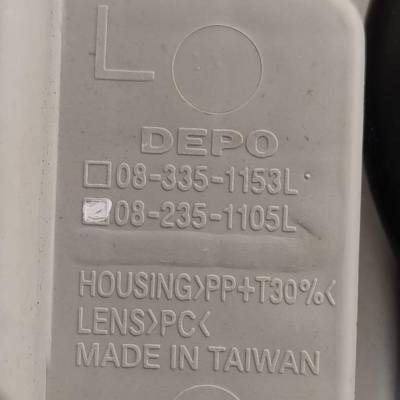 L
DEPO
08-335-1153L
08-235-1105L
HOUSING>PP+T30%<
LENS>PC<
MADE IN TAIWAN